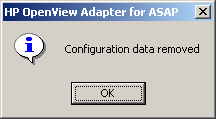 HP OpenView Adapter for ASAP
Configuration data removed
OK